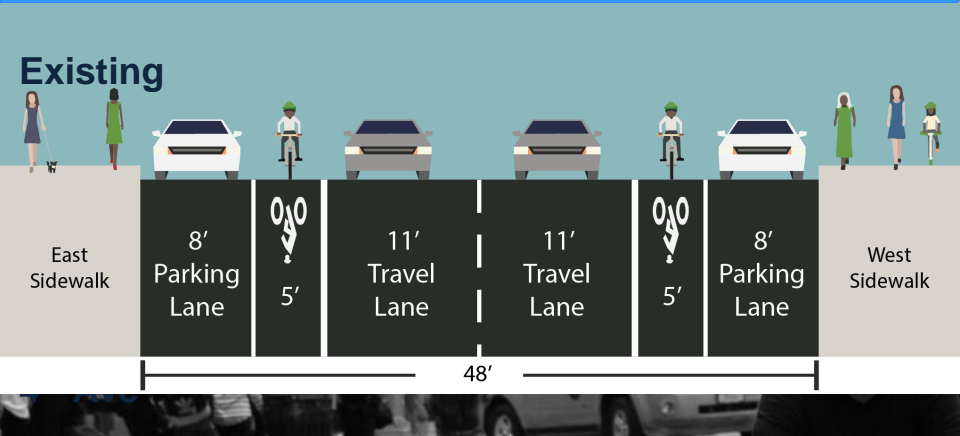 Existing
East
Sidewalk
8’
Parking
Lane
5’
11’
Travel
Lane
11’
Travel
Lane
5’
8’
Parking
Lane
West
Sidewalk
48’